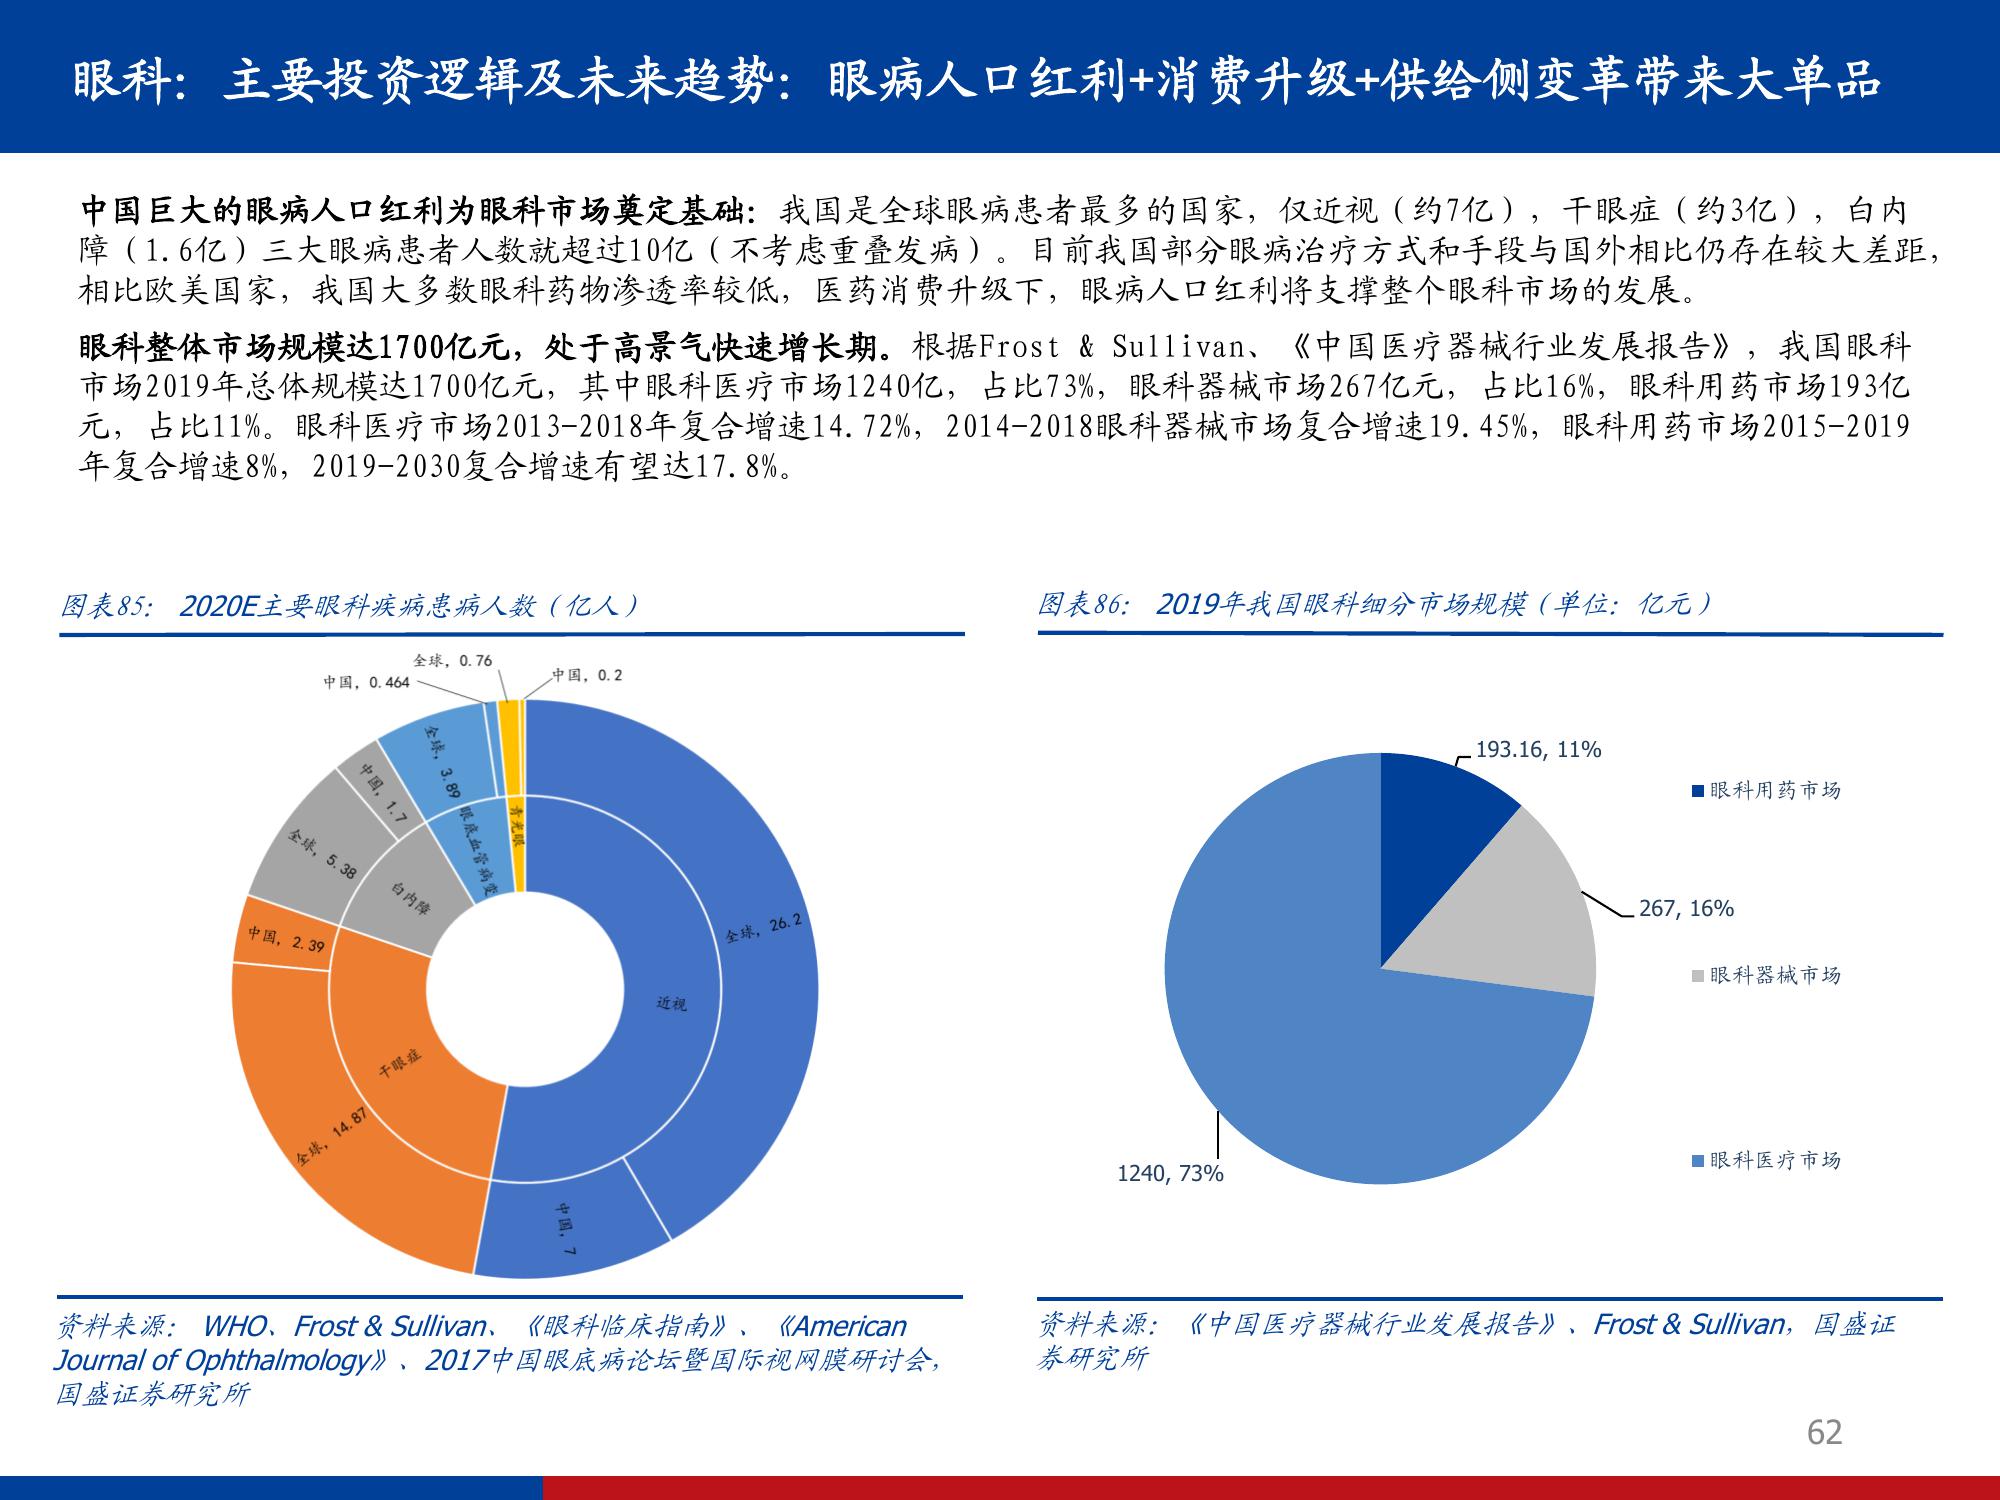 眼科：主要投资逻辑及未来趋势：眼病人口红利+消费升级+供给侧变革带来大单品
中国巨大的眼病人口红利为眼科市场奠定基础：我国是全球眼病患者最多的国家，仅近视（约7亿），干眼症（约3亿），白内
障（1.6亿）三大眼病患者人数就超过10亿（不考虑重叠发病）。目前我国部分眼病治疗方式和手段与国外相比仍存在较大差距，
相比欧美国家，我国大多数眼科药物渗透率较低，医药消费升级下，眼病人口红利将支撑整个眼科市场的发展。
眼科整体市场规模达1700亿元，处于高景气快速增长期。根据Frost & Sullivan、《中国医疗器械行业发展报告》，我国眼科
市场2019年总体规模达1700亿元，其中眼科医疗市场1240亿，占比73%，眼科器械市场267亿元，占比16%，眼科用药市场193亿
元，占比11%。眼科医疗市场2013-2018年复合增速14.72%，2014-2018眼科器械市场复合增速19.45%，眼科用药市场2015-2019
年复合增速8%，2019-2030复合增速有望达17.8%。
图表85： 2020E主要眼科疾病患病人数（亿人）
全球，0.76
中国，0.464
中国，0.2
全球，3.89
中国，1.7
全球，5.38
中国，2.39
全球，14.87
中国，7
全球，26.2
青光眼
眼底血管病变
白内障
干眼症
近视
资料来源： WHO、Frost & Sullivan、《眼科临床指南》、《American
Journal of Ophthalmology》、2017中国眼底病论坛暨国际视网膜研讨会，
国盛证券研究所
图表86： 2019年我国眼科细分市场规模（单位：亿元）
193.16, 11%
267, 16%
1240, 73%
眼科用药市场
眼科器械市场
眼科医疗市场
资料来源：《中国医疗器械行业发展报告》、Frost & Sullivan，国盛证
券研究所
62